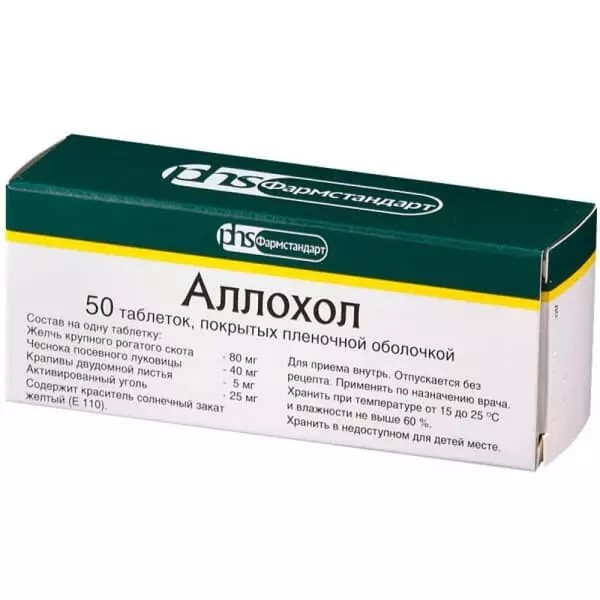 phs Фармстандарт
phs Фармстандарт
Аллохол
50 таблеток, покрытых пленочной оболочкой
Состав на одну таблетку:
Желчь крупного рогатого скота - 80 мг
Чеснока посевного луковицы - 40 мг
Крапивы двудомной листья - 5 мг
Активированный уголь - 25 мг
Содержит краситель солнечный закат
желтый (Е 110).
Для приема внутрь. Отпускается без
рецепта. Применять по назначению врача.
Хранить при температуре от 15 до 25 °С
и влажности не выше 60 %.
Хранить в недоступном для детей месте.